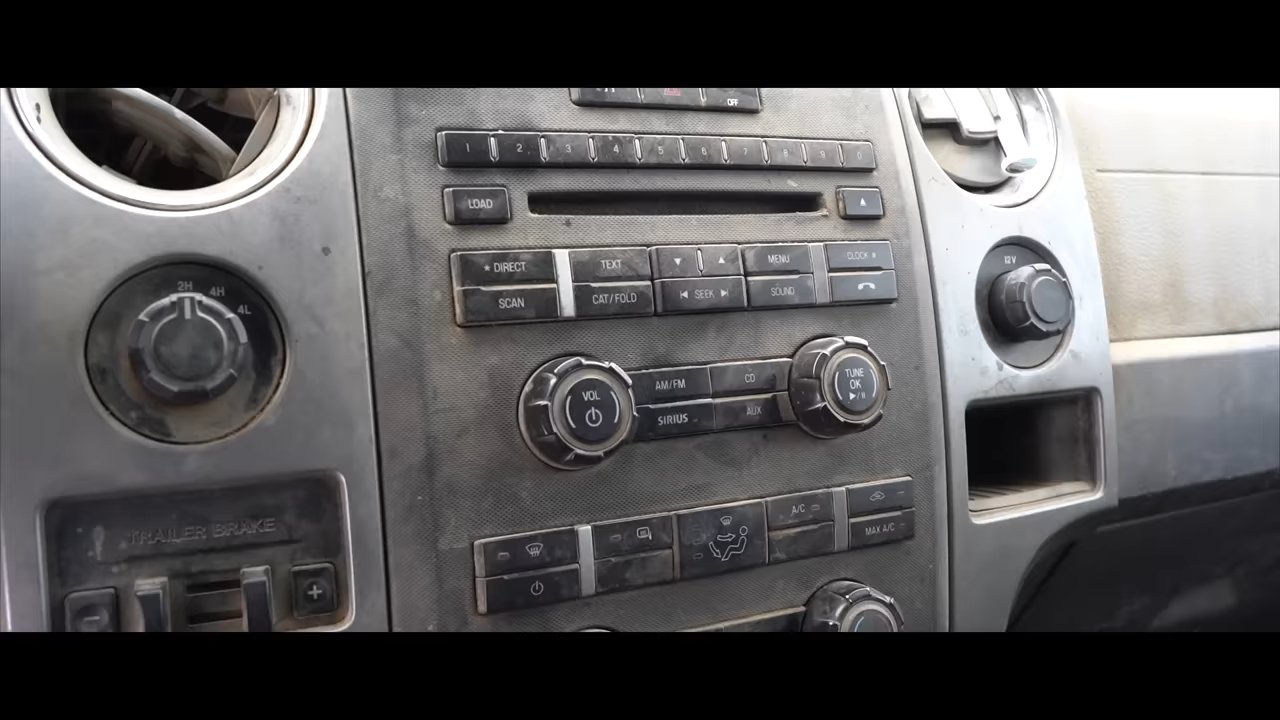 OFF
1 2 3 4 5 6 7 8 9 0
LOAD
* DIRECT TEXT MENU CLOCK
SCAN CAT/FOLD SEEK SOUND
2H 4H 4L
12V
VOL
AM/FM CD
SIRIUS AUX
TUNE
OK
A/C
MAX A/C
TRAILER BRAKE
- +